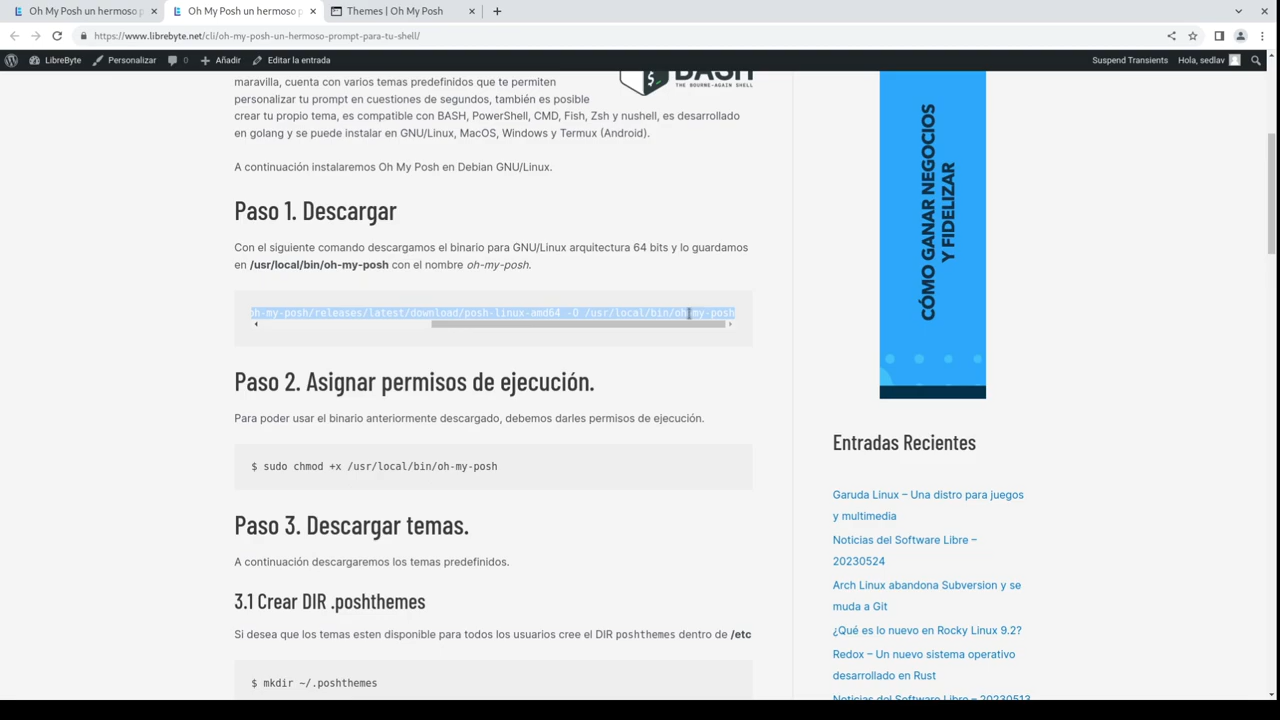 Oh My Posh un hermoso p
Oh My Posh un hermoso p
Themes | Oh My Posh
https://www.librebyte.net/cli/oh-my-posh-un-hermoso-prompt-para-tu-shell/
LibreByte
Personalizar
0
Añadir
Editar la entrada
Suspend Transients
Hola, sedlav
maravilla, cuenta con varios temas predefinidos que te permiten
personalizar tu prompt en cuestiones de segundos, también es posible
crear tu propio tema, es compatible con BASH, PowerShell, CMD, Fish, Zsh y nushell, es desarrollado
en golang y se puede instalar en GNU/Linux, MacOS, Windows y Termux (Android).
BASH
THE BOURNE-AGAIN SHELL
A continuación instalaremos Oh My Posh en Debian GNU/Linux.
Paso 1. Descargar
Con el siguiente comando descargamos el binario para GNU/Linux arquitectura 64 bits y lo guardamos
en /usr/local/bin/oh-my-posh con el nombre oh-my-posh.
oh-my-posh/releases/latest/download/posh-linux-amd64 -O /usr/local/bin/oh-my-posh
Paso 2. Asignar permisos de ejecución.
Para poder usar el binario anteriormente descargado, debemos darles permisos de ejecución.
$ sudo chmod +x /usr/local/bin/oh-my-posh
Paso 3. Descargar temas.
A continuación descargaremos los temas predefinidos.
3.1 Crear DIR .poshthemes
Si desea que los temas esten disponible para todos los usuarios cree el DIR poshthemes dentro de /etc
$ mkdir ~/.poshthemes
CÓMO GANAR NEGOCIOS
Y FIDELIZAR
Entradas Recientes
Garuda Linux – Una distro para juegos
y multimedia
Noticias del Software Libre –
20230524
Arch Linux abandona Subversion y se
muda a Git
¿Qué es lo nuevo en Rocky Linux 9.2?
Redox – Un nuevo sistema operativo
desarrollado en Rust
Noticias del Software Libre – 20230513